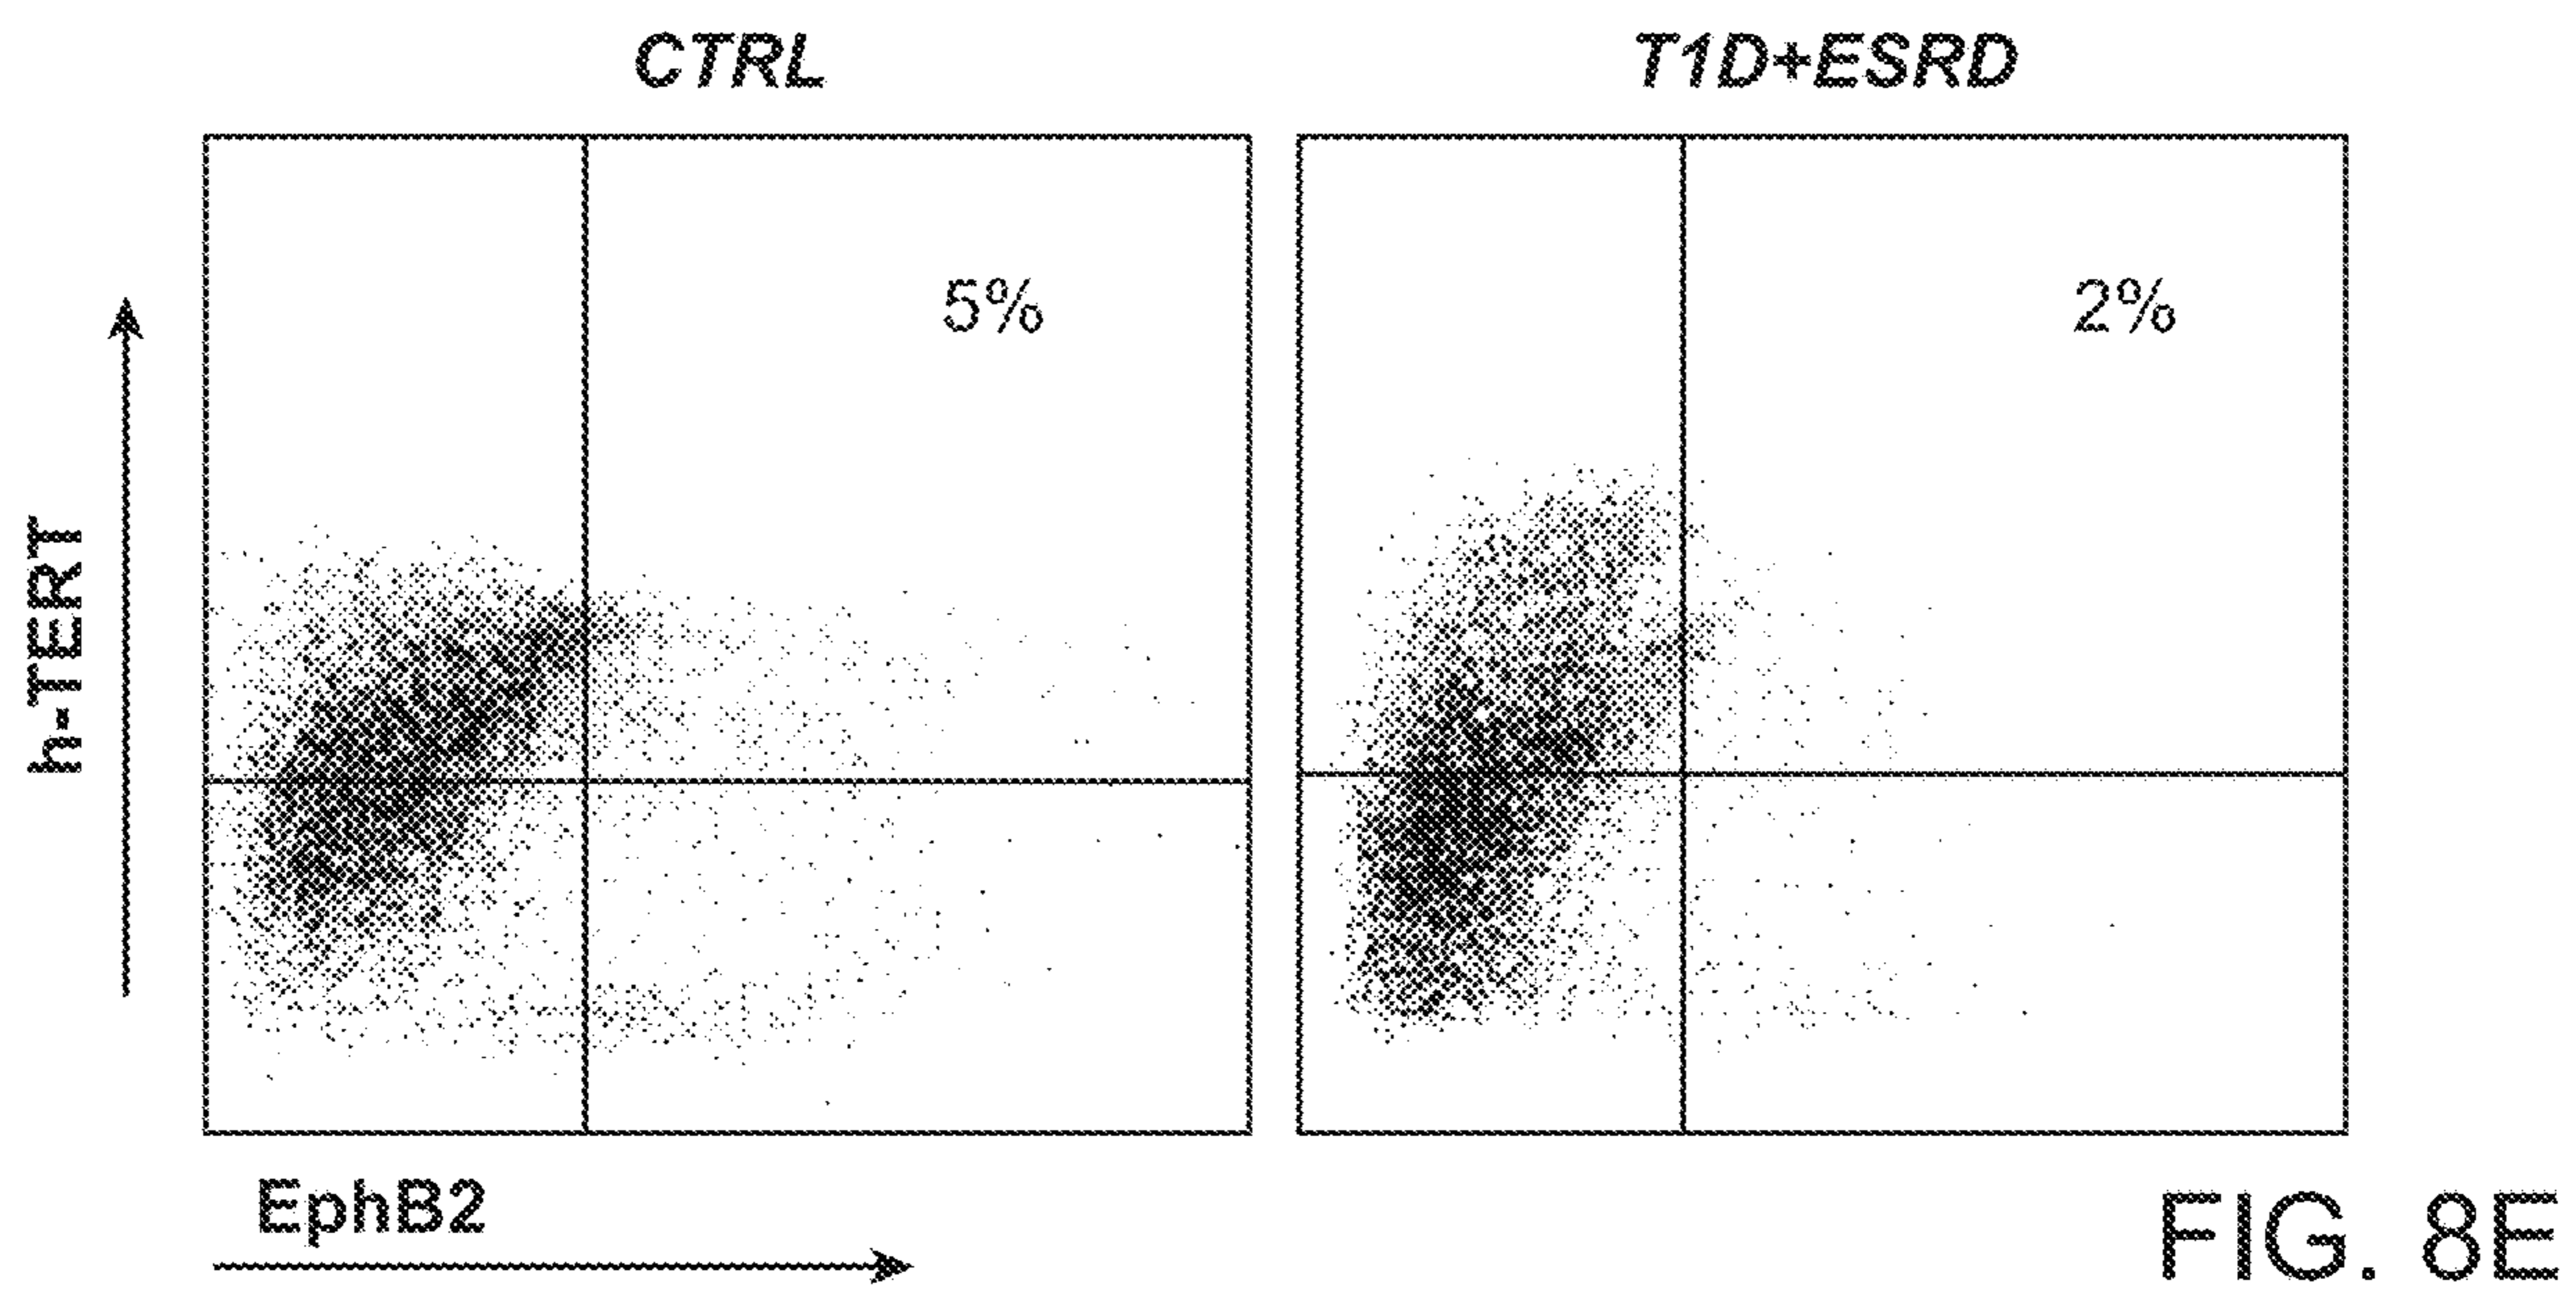 CTRL
T1D+ESRD
5%
2%
h-TERT
EphB2
FIG. 8E